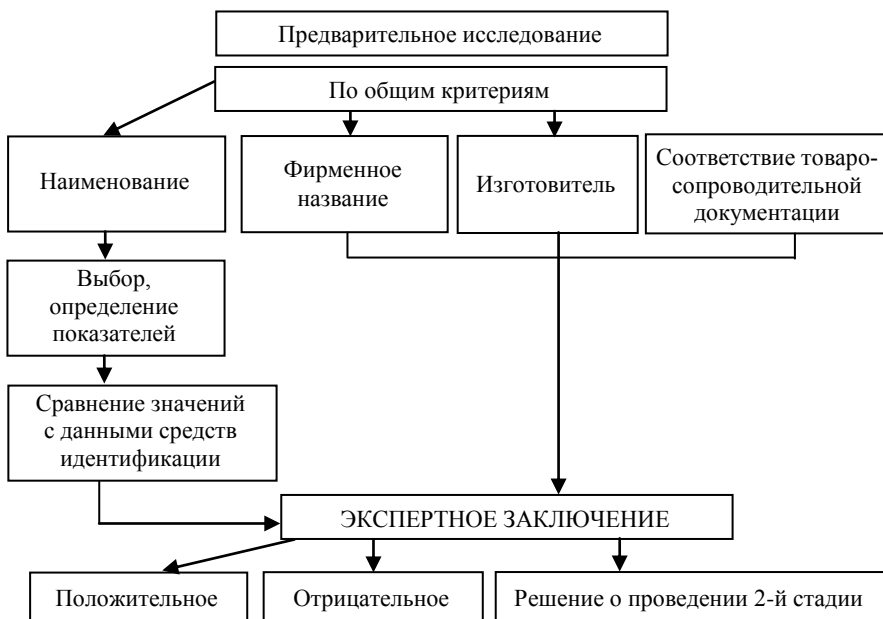 Предварительное исследование
По общим критериям
Наименование
Фирменное
название
Изготовитель
Соответствие товаро-
сопроводительной
документации
Выбор,
определение
показателей
Сравнение значений
с данными средств
идентификации
ЭКСПЕРТНОЕ ЗАКЛЮЧЕНИЕ
Положительное
Отрицательное
Решение о проведении 2-й стадии